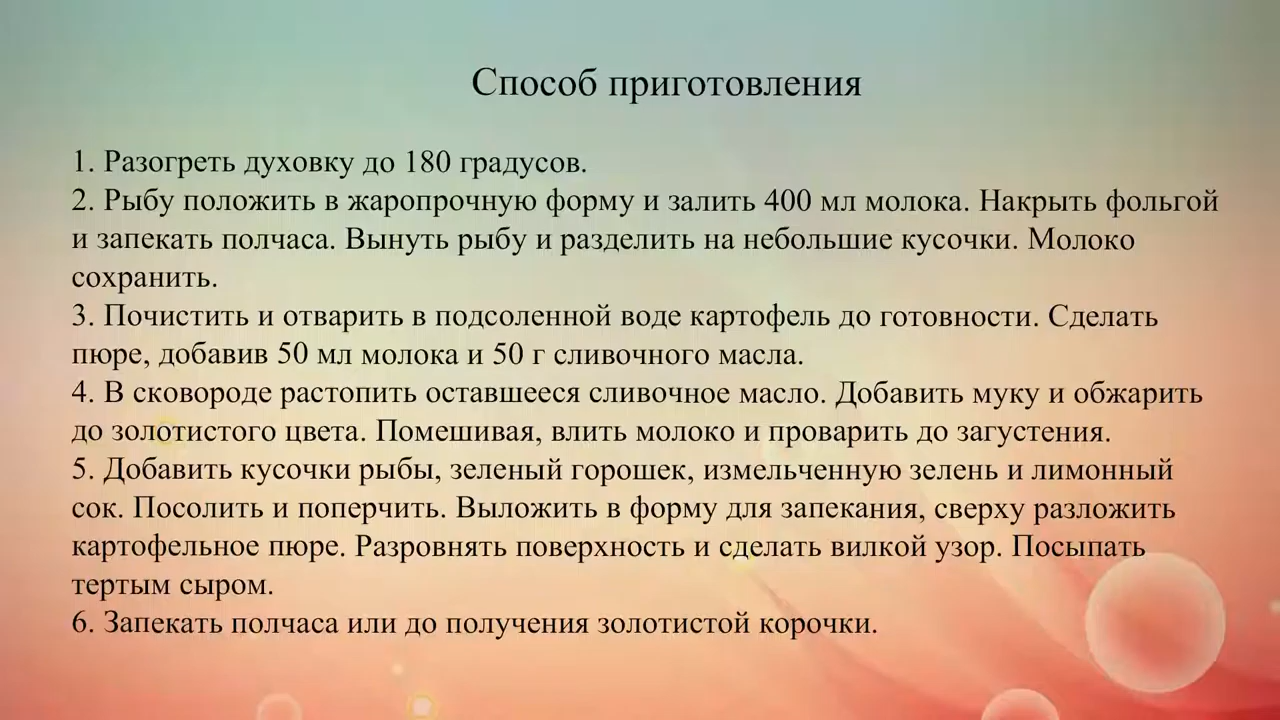 Способ приготовления
1. Разогреть духовку до 180 градусов.
2. Рыбу положить в жаропрочную форму и залить 400 мл молока. Накрыть фольгой
и запекать полчаса. Вынуть рыбу и разделить на небольшие кусочки. Молоко
сохранить.
3. Почистить и отварить в подсоленной воде картофель до готовности. Сделать
пюре, добавив 50 мл молока и 50 г сливочного масла.
4. В сковороде растопить оставшееся сливочное масло. Добавить муку и обжарить
до золотистого цвета. Помешивая, влить молоко и проварить до загустения.
5. Добавить кусочки рыбы, зеленый горошек, измельченную зелень и лимонный
сок. Посолить и поперчить. Выложить в форму для запекания, сверху разложить
картофельное пюре. Разровнять поверхность и сделать вилкой узор. Посыпать
тертым сыром.
6. Запекать полчаса или до получения золотистой корочки.